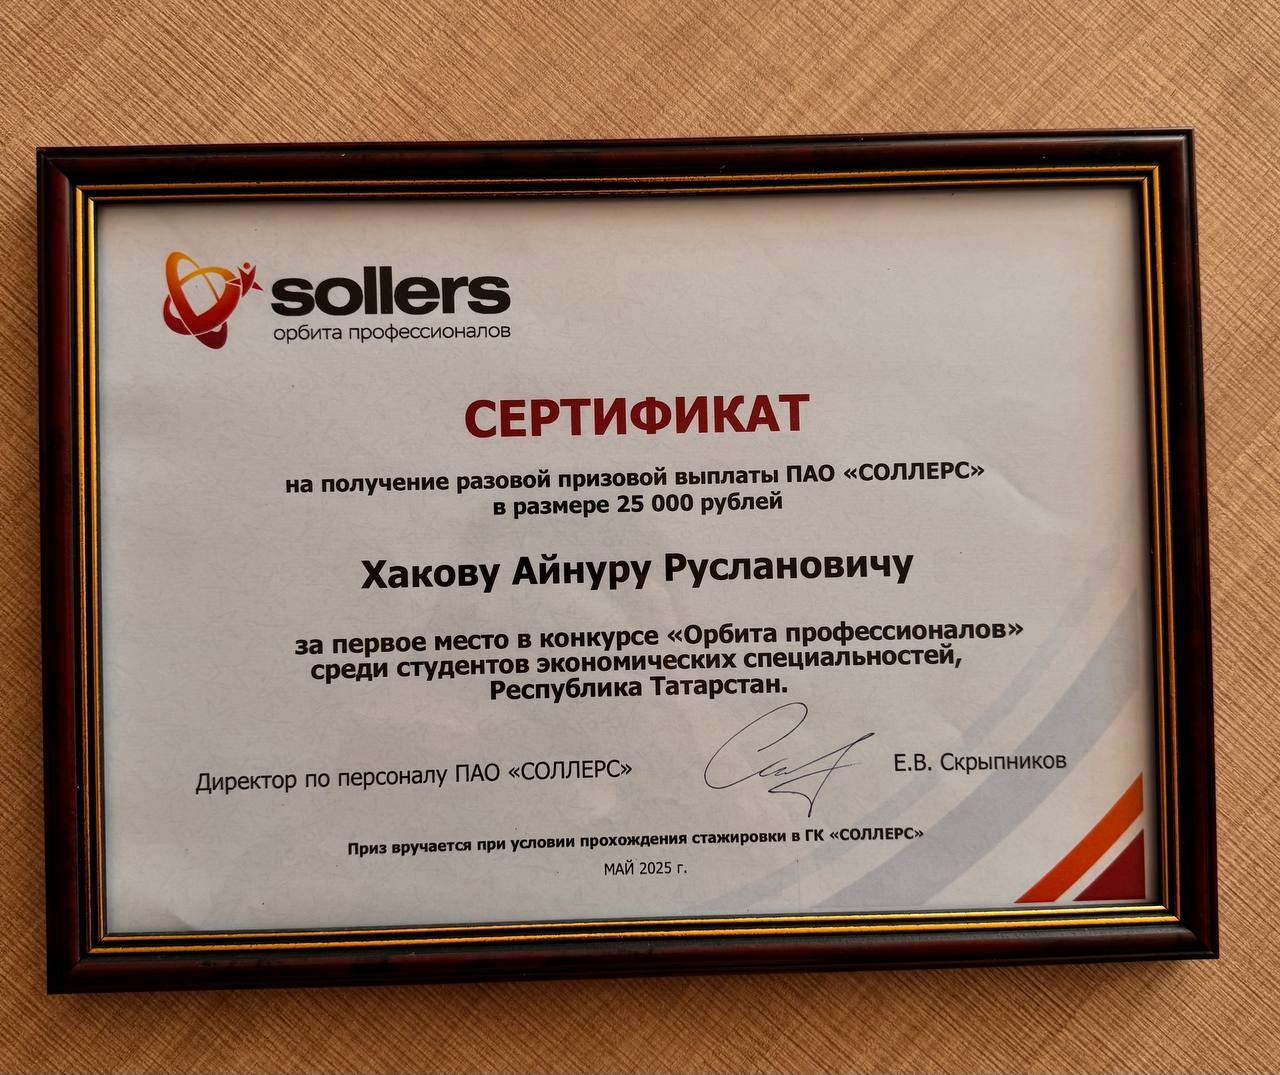 sollers
орбита профессионалов
СЕРТИФИКАТ
на получение разовой призовой выплаты ПАО «СОЛЛЕРС»
в размере 25 000 рублей
Хакову Айнуру Руслановичу
за первое место в конкурсе «Орбита профессионалов»
среди студентов экономических специальностей,
Республика Татарстан.
Директор по персоналу ПАО «СОЛЛЕРС» Е.В. Скрыпников
Приз вручается при условии прохождения стажировки в ГК «СОЛЛЕРС»
МАЙ 2025 г.